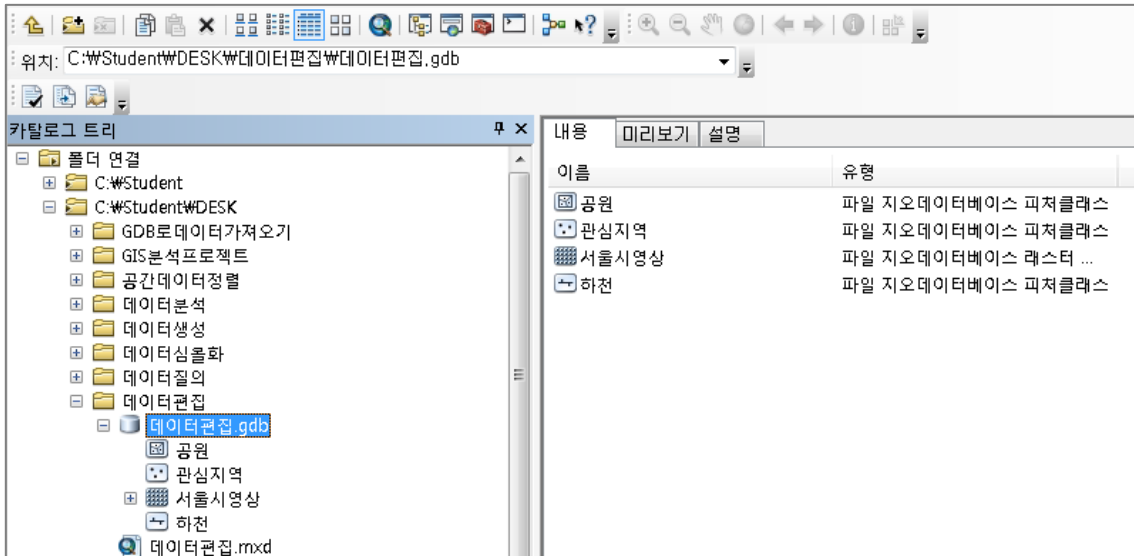 위치: C:₩Student₩DESK₩데이터편집₩데이터편집.gdb
카탈로그 트리
폴더 연결
C:₩Student
C:₩Student₩DESK
GDB로데이터가져오기
GIS분석프로젝트
공간데이터정렬
데이터분석
데이터생성
데이터심볼화
데이터질의
데이터편집
데이터편집.gdb
공원
관심지역
서울시영상
하천
데이터편집.mxd
내용 미리보기 설명
이름 유형
공원 파일 지오데이터베이스 피처클래스
관심지역 파일 지오데이터베이스 피처클래스
서울시영상 파일 지오데이터베이스 래스터 ...
하천 파일 지오데이터베이스 피처클래스